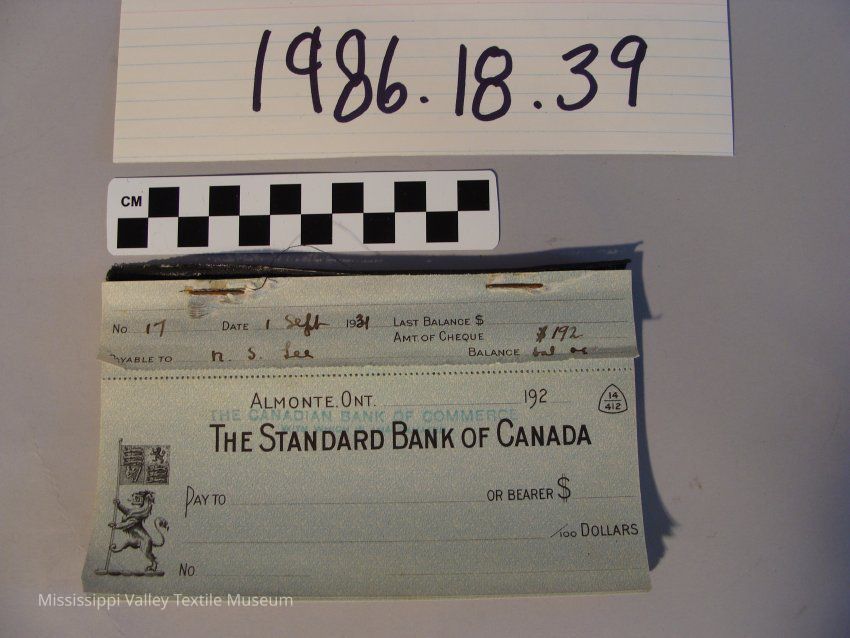 1986.18.39
CM
No 17 DATE 1 Sept 1931 LAST BALANCE $
AMT. OF CHEQUE $192
PAYABLE TO N. S. Lee BALANCE
ALMONTE, ONT. 192
14
412
THE CANADIAN BANK OF COMMERCE
THE STANDARD BANK OF CANADA
PAY TO OR BEARER $
/100 DOLLARS
No.
Mississippi Valley Textile Museum